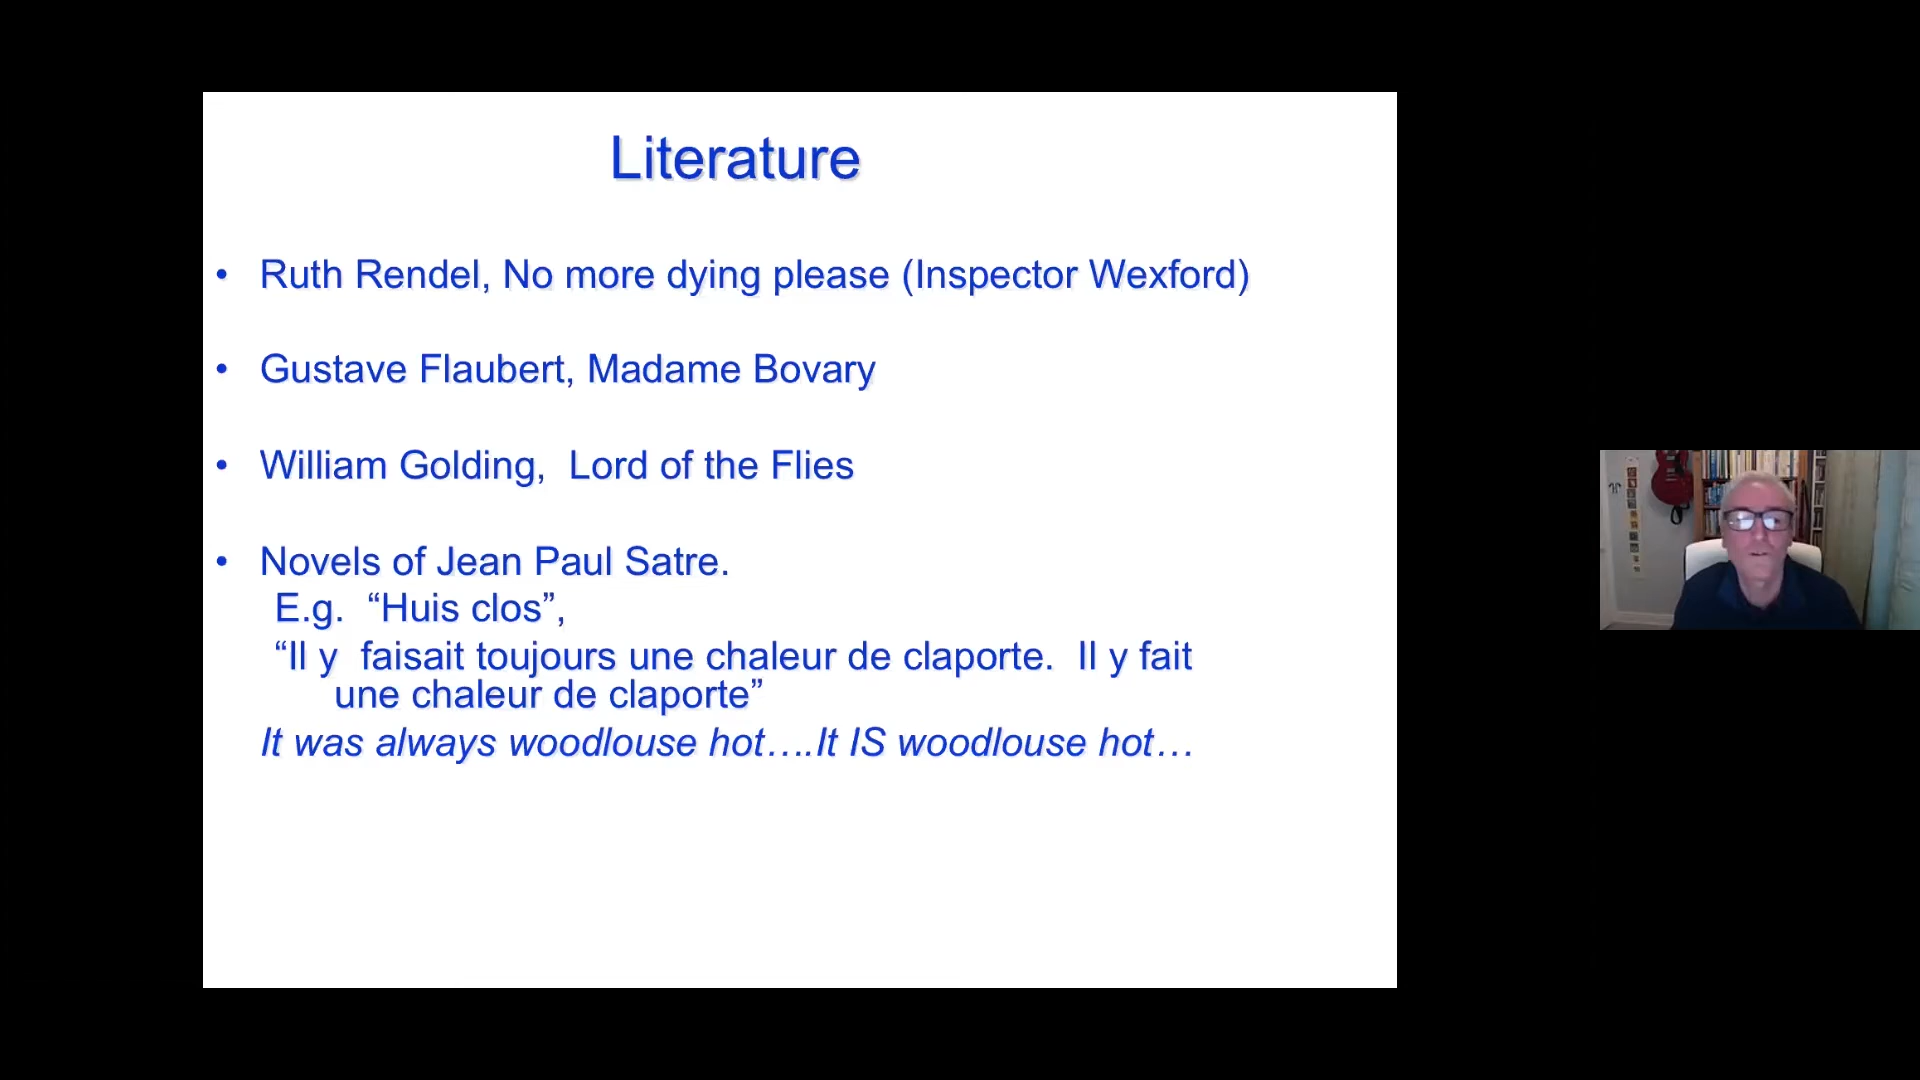 Literature
• Ruth Rendel, No more dying please (Inspector Wexford)
• Gustave Flaubert, Madame Bovary
• William Golding,  Lord of the Flies
• Novels of Jean Paul Satre.
E.g.  “Huis clos”,
“Il y  faisait toujours une chaleur de claporte.  Il y fait
une chaleur de claporte”
It was always woodlouse hot….It IS woodlouse hot…